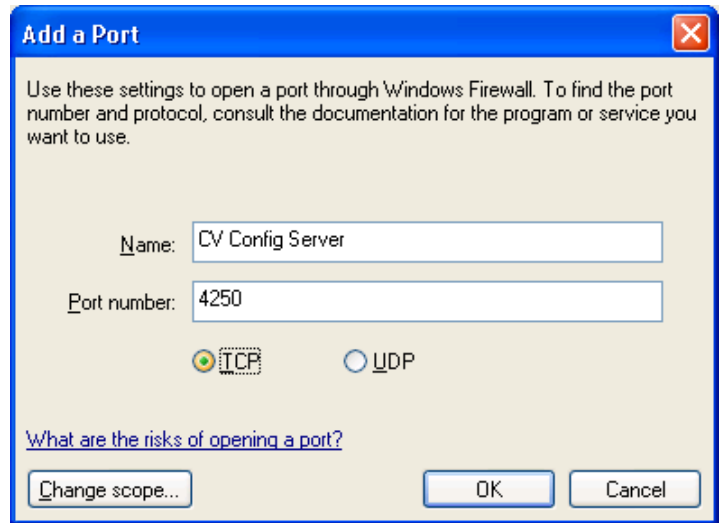 Add a Port
Use these settings to open a port through Windows Firewall. To find the port
number and protocol, consult the documentation for the program or service you
want to use.
Name: CV Config Server
Port number: 4250
TCP UDP
What are the risks of opening a port?
Change scope... OK Cancel